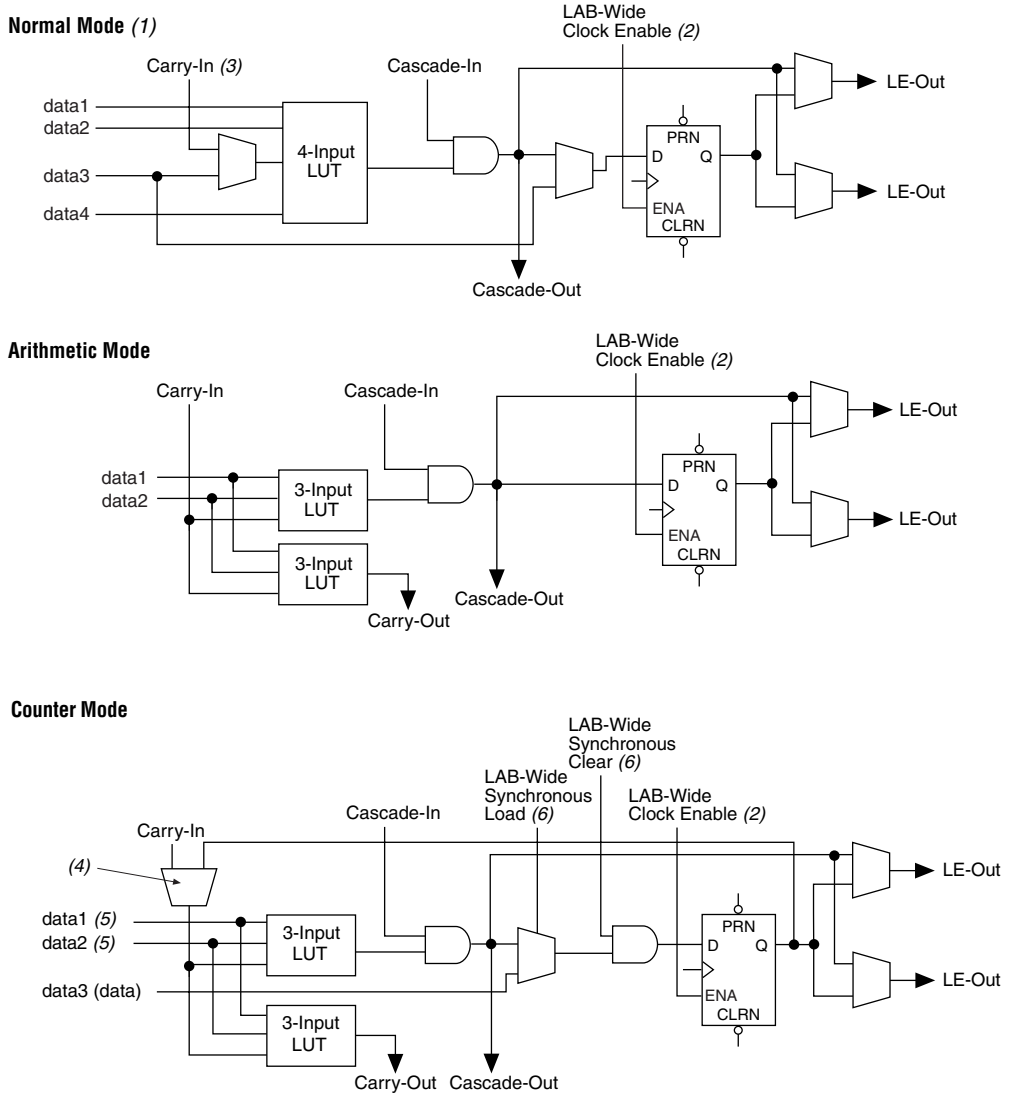 Normal Mode (1)
LAB-Wide
Clock Enable (2)
Carry-In (3)
Cascade-In
LE-Out
data1
data2
4-Input
LUT
PRN
D
Q
data3
LE-Out
data4
ENA
CLRN
Cascade-Out
Arithmetic Mode
LAB-Wide
Clock Enable (2)
Carry-In
Cascade-In
LE-Out
data1
data2
3-Input
LUT
PRN
D
Q
LE-Out
ENA
CLRN
3-Input
LUT
Cascade-Out
Carry-Out
Counter Mode
LAB-Wide
Synchronous
Clear (6)
LAB-Wide
Synchronous
Load (6)
LAB-Wide
Clock Enable (2)
Cascade-In
Carry-In
(4)
LE-Out
data1 (5)
data2 (5)
3-Input
LUT
PRN
D
Q
data3 (data)
LE-Out
ENA
CLRN
3-Input
LUT
Carry-Out
Cascade-Out